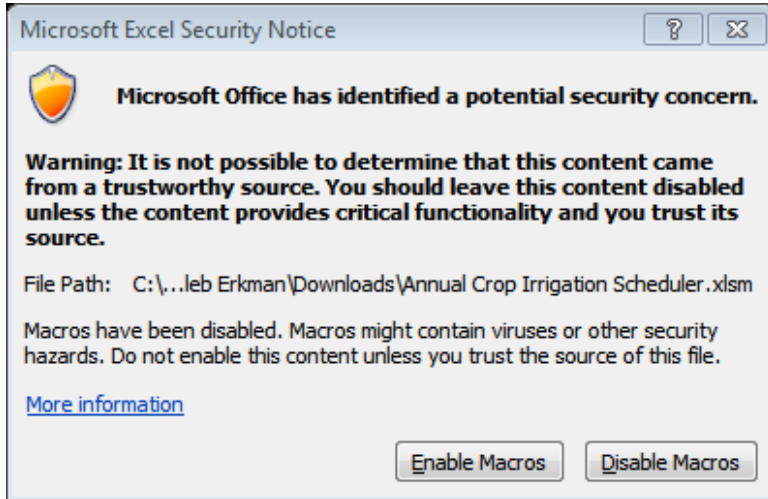 Microsoft Excel Security Notice
Microsoft Office has identified a potential security concern.
Warning: It is not possible to determine that this content came
from a trustworthy source. You should leave this content disabled
unless the content provides critical functionality and you trust its
source.
File Path: C:\...leb Erkman\Downloads\Annual Crop Irrigation Scheduler.xlsm
Macros have been disabled. Macros might contain viruses or other security
hazards. Do not enable this content unless you trust the source of this file.
More information
Enable Macros Disable Macros